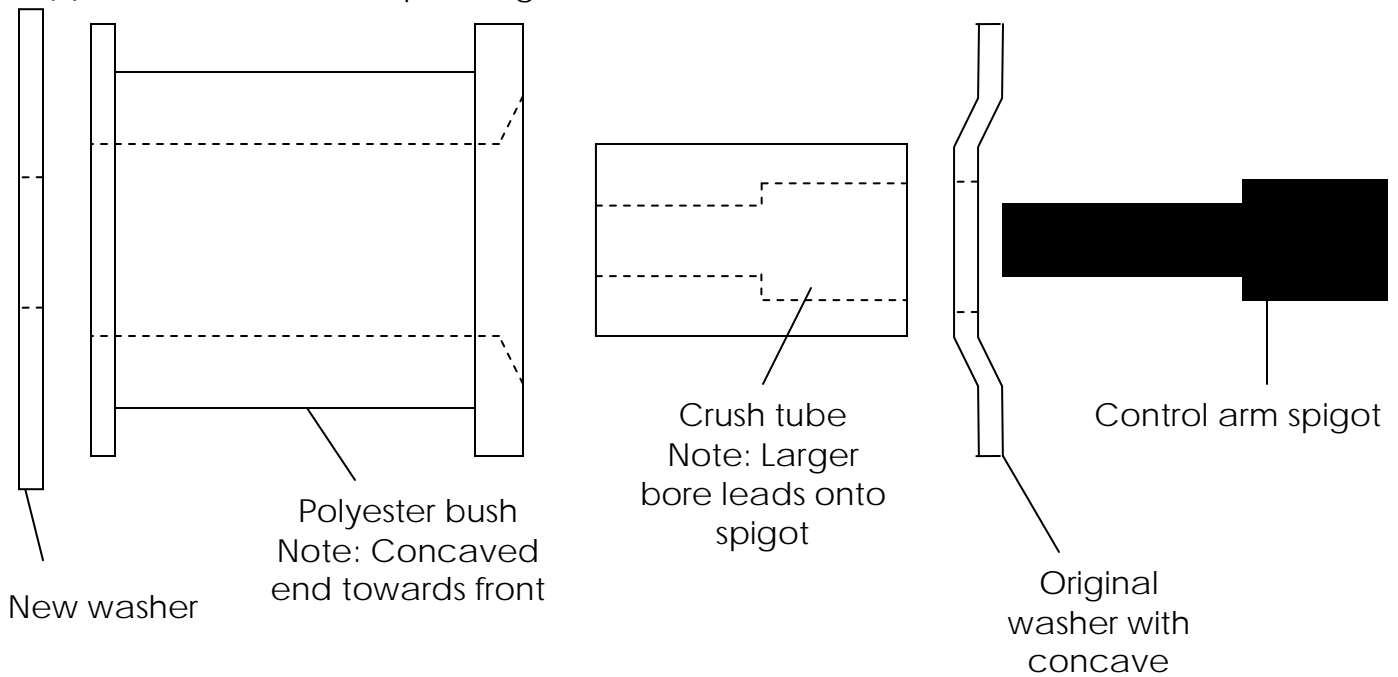 Polyester bush
Note: Concaved
end towards front
New washer
Crush tube
Note: Larger
bore leads onto
spigot
Control arm spigot
Original
washer with
concave